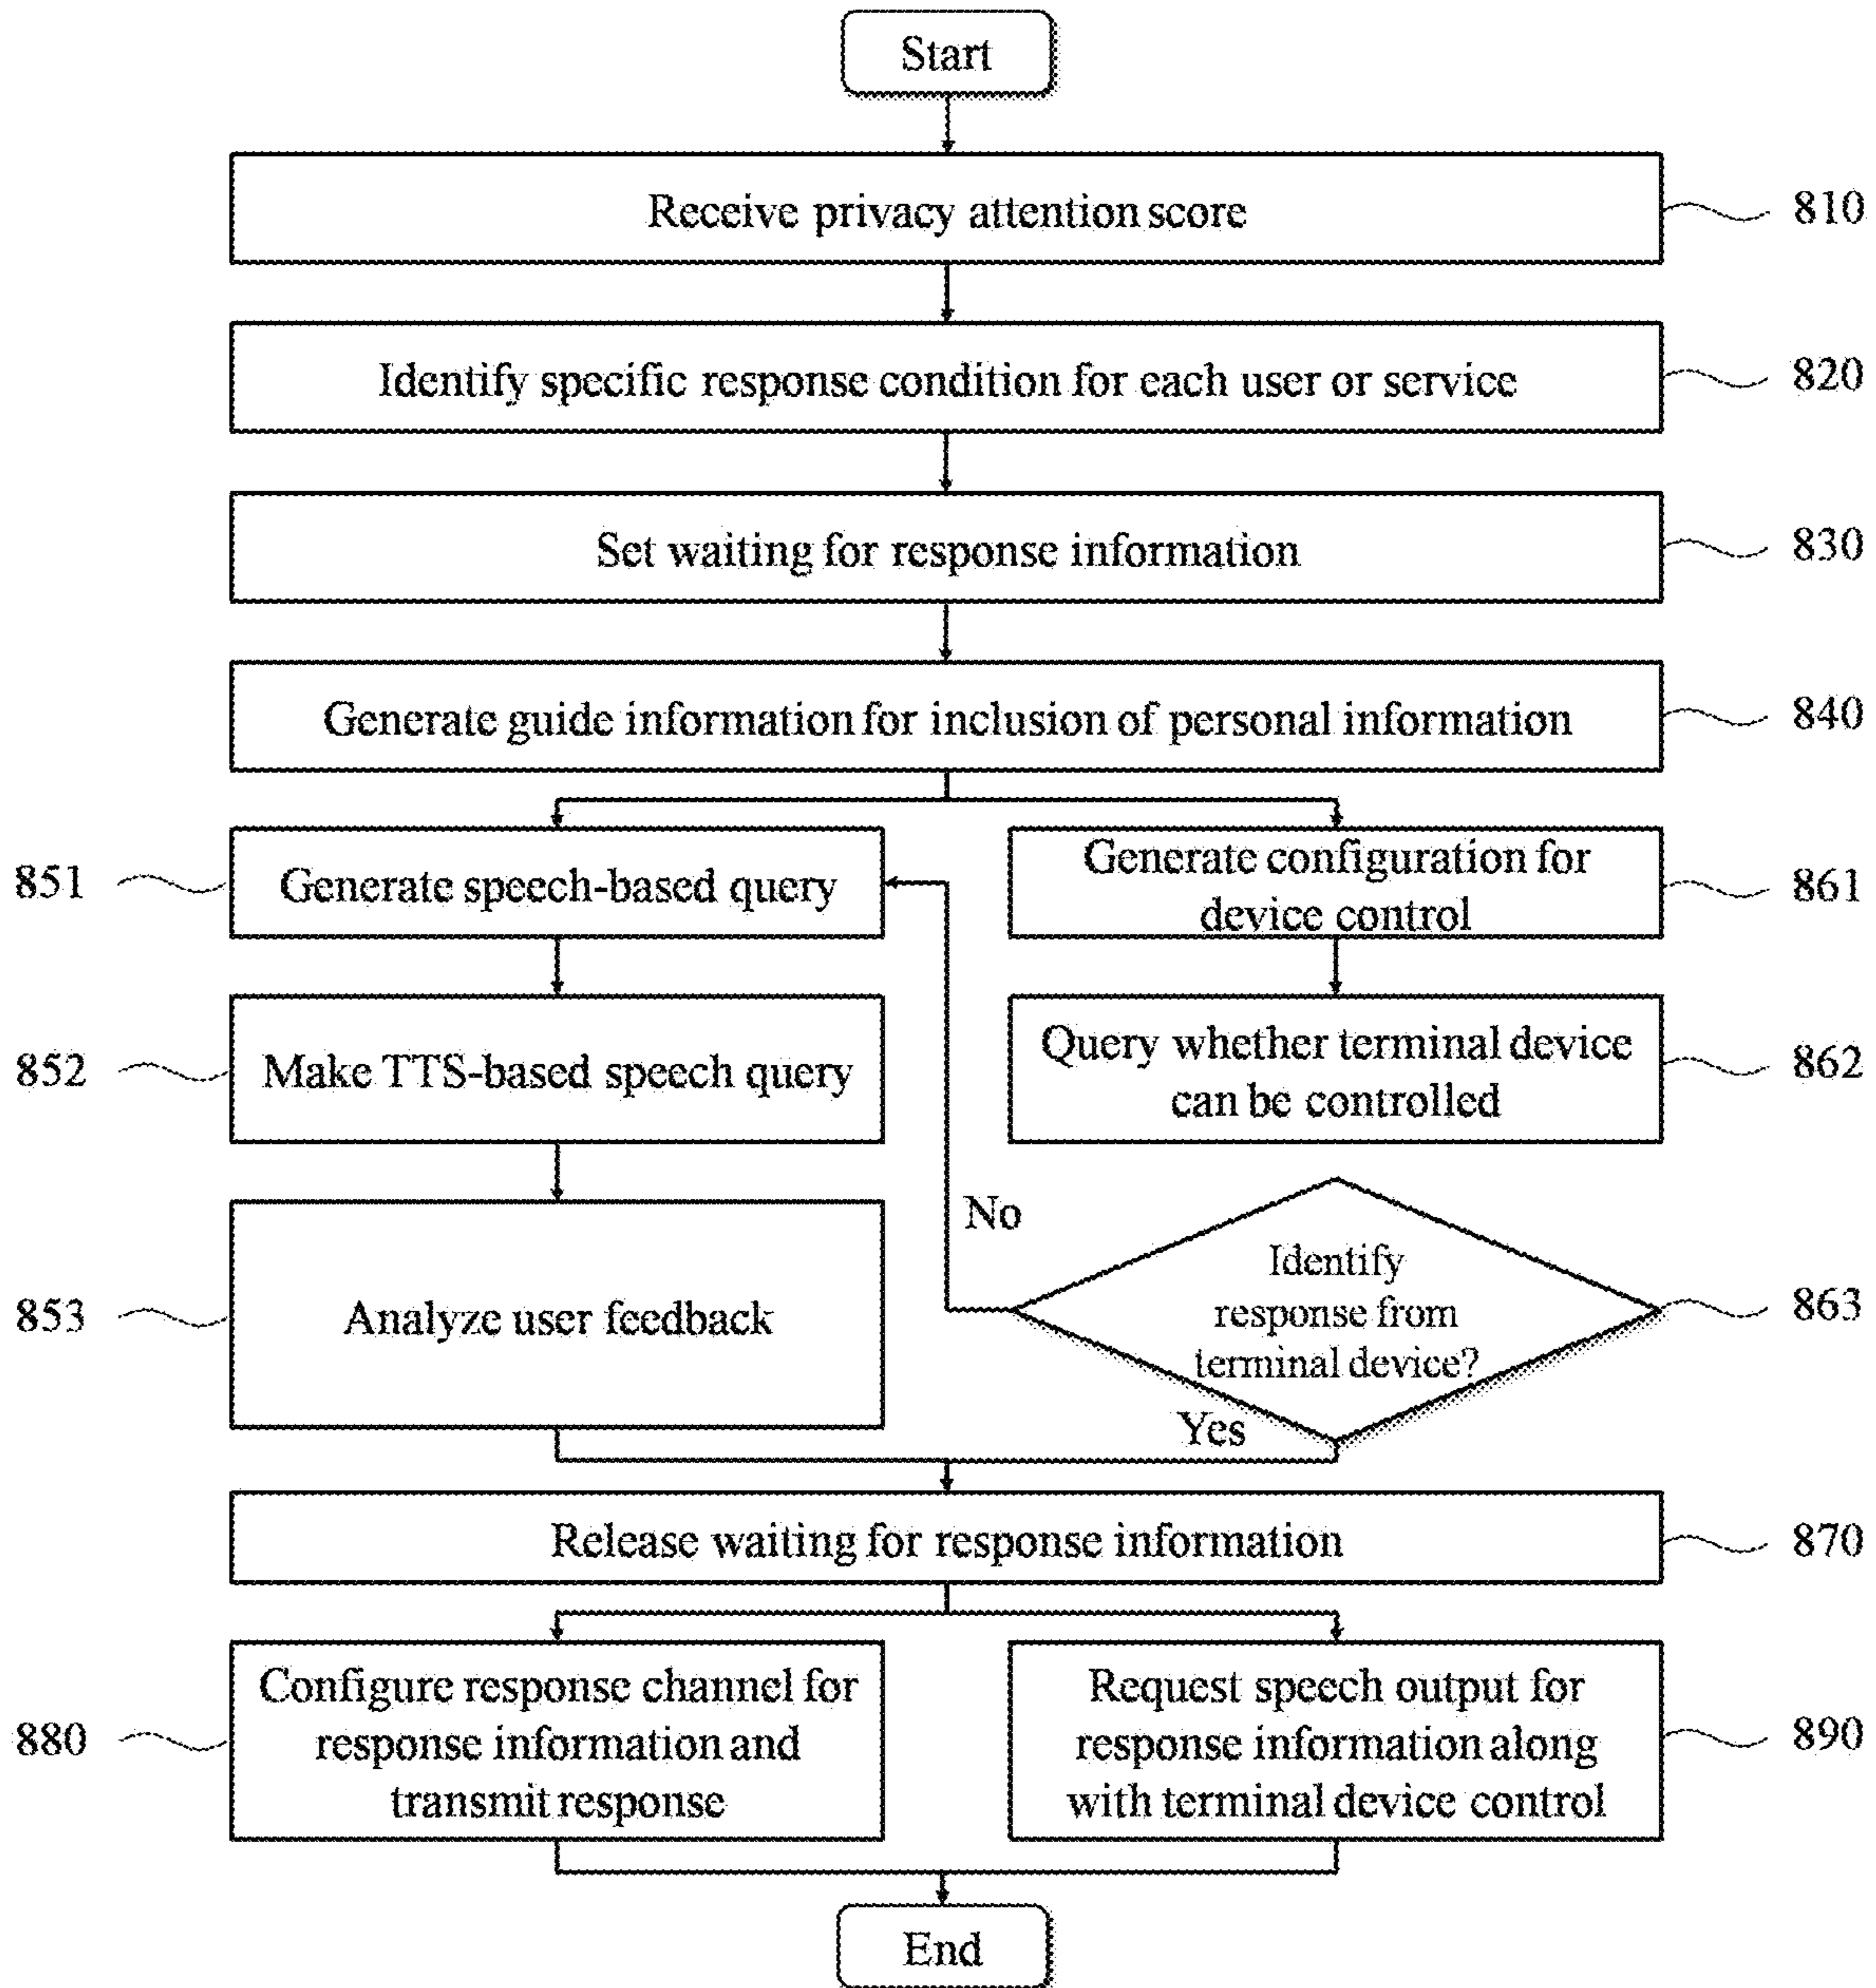 Start
Receive privacy attention score
810
Identify specific response condition for each user or service
820
Set waiting for response information
830
Generate guide information for inclusion of personal information
840
851
Generate speech-based query
Generate configuration for
device control
861
852
Make TTS-based speech query
Query whether terminal device
can be controlled
862
No
853
Analyze user feedback
Identify
response from
terminal device?
863
Yes
Release waiting for response information
870
880
Configure response channel for
response information and
transmit response
Request speech output for
response information along
with terminal device control
890
End